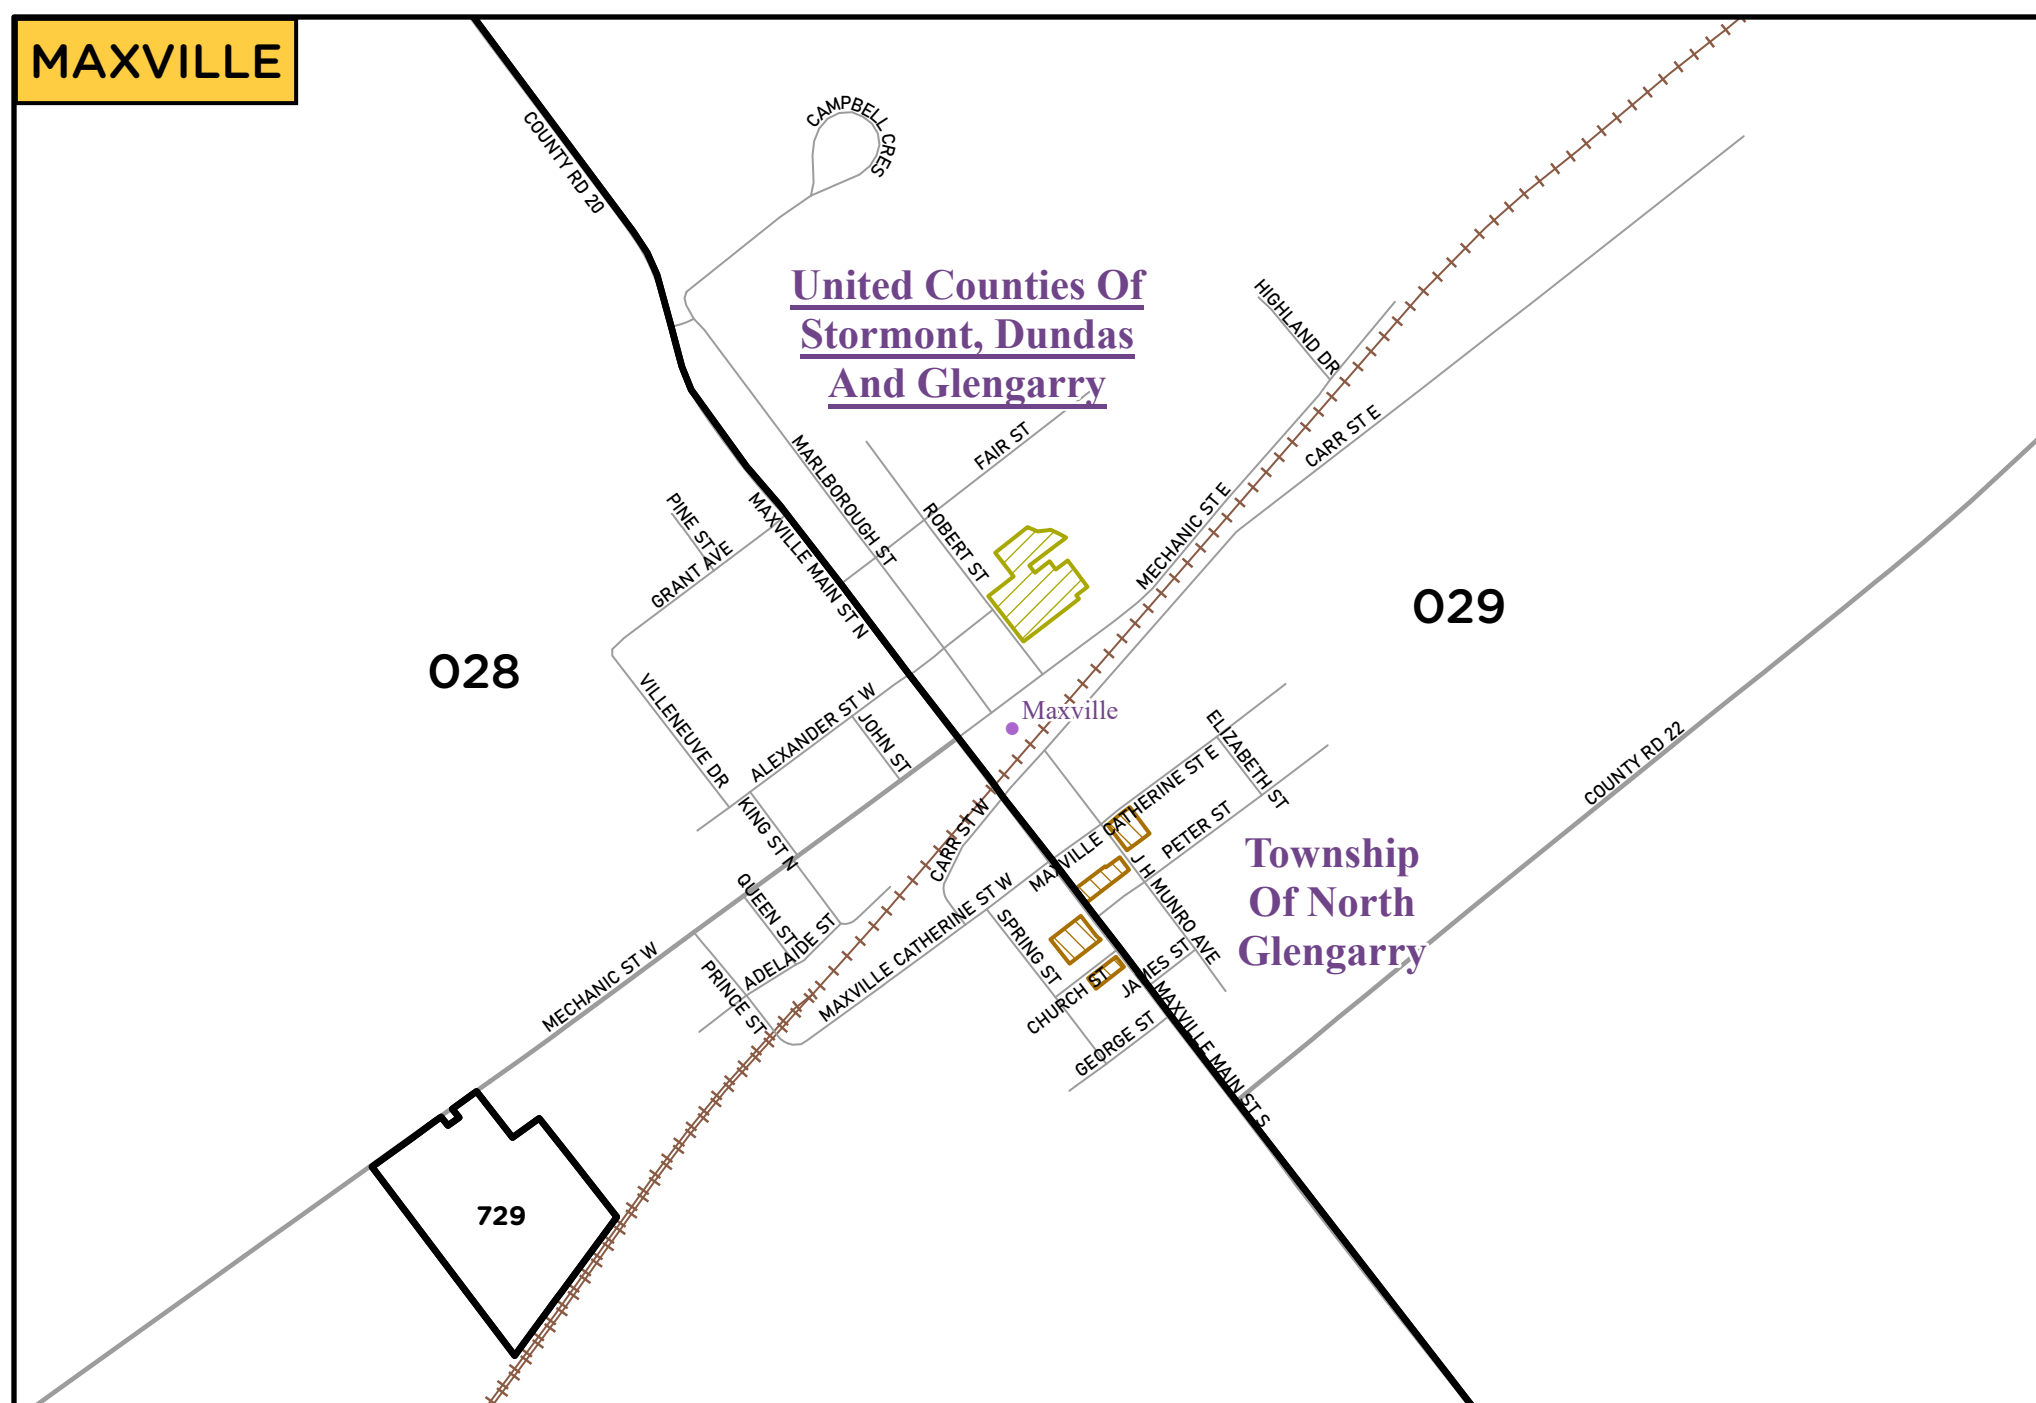 MAXVILLE
COUNTY RD 20
CAMPBELL CRES
United Counties Of
Stormont, Dundas
And Glengarry
HIGHLAND DR
FAIR ST
CARR ST E
MARLBOROUGH ST
ROBERT ST
MECHANIC ST E
PINE ST
GRANT AVE
MAXVILLE MAIN ST N
029
028
VILLENEUVE DR
ALEXANDER ST W
JOHN ST
Maxville
ELIZABETH ST
COUNTY RD 22
KING ST N
CARR ST W
MAXVILLE CATHERINE ST E
PETER ST
Township
Of North
Glengarry
QUEEN ST
ADELAIDE ST
MAXVILLE CATHERINE ST W
SPRING ST
J H MUNRO AVE
MECHANIC ST W
PRINCE ST
CHURCH ST
JAMES ST
GEORGE ST
MAXVILLE MAIN ST S
729